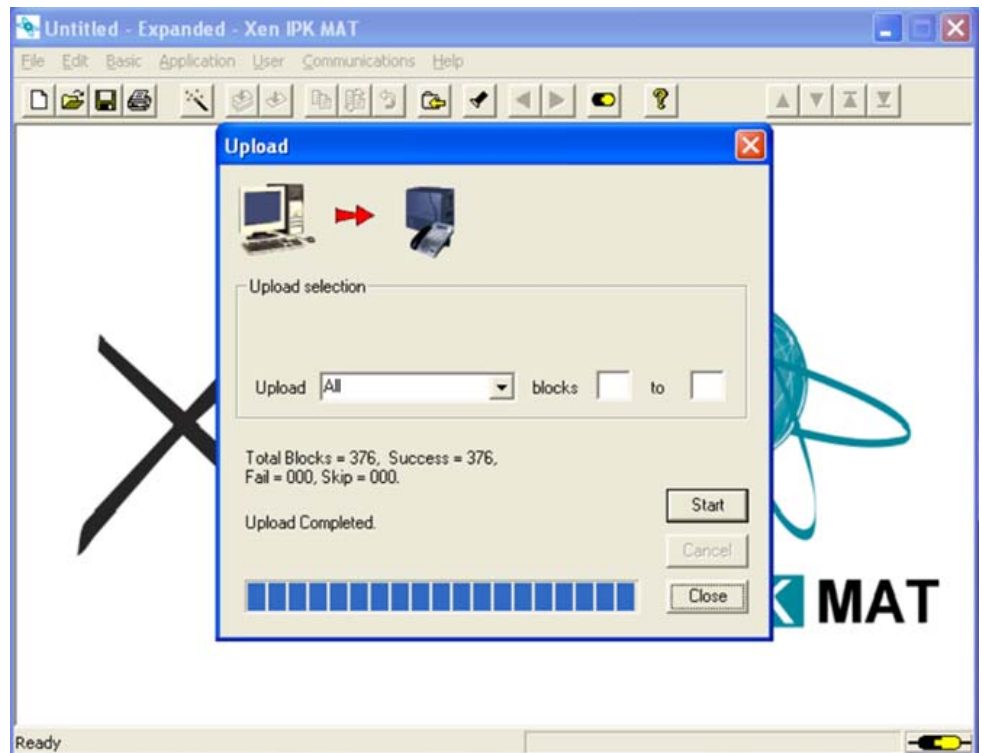 Untitled - Expanded - Xen IPK MAT
File Edit Basic Application User Communications Help
Upload
Upload selection
Upload All blocks to
Total Blocks = 376, Success = 376,
Fail = 000, Skip = 000.
Upload Completed.
Start
Cancel
Close
X
K MAT
Ready